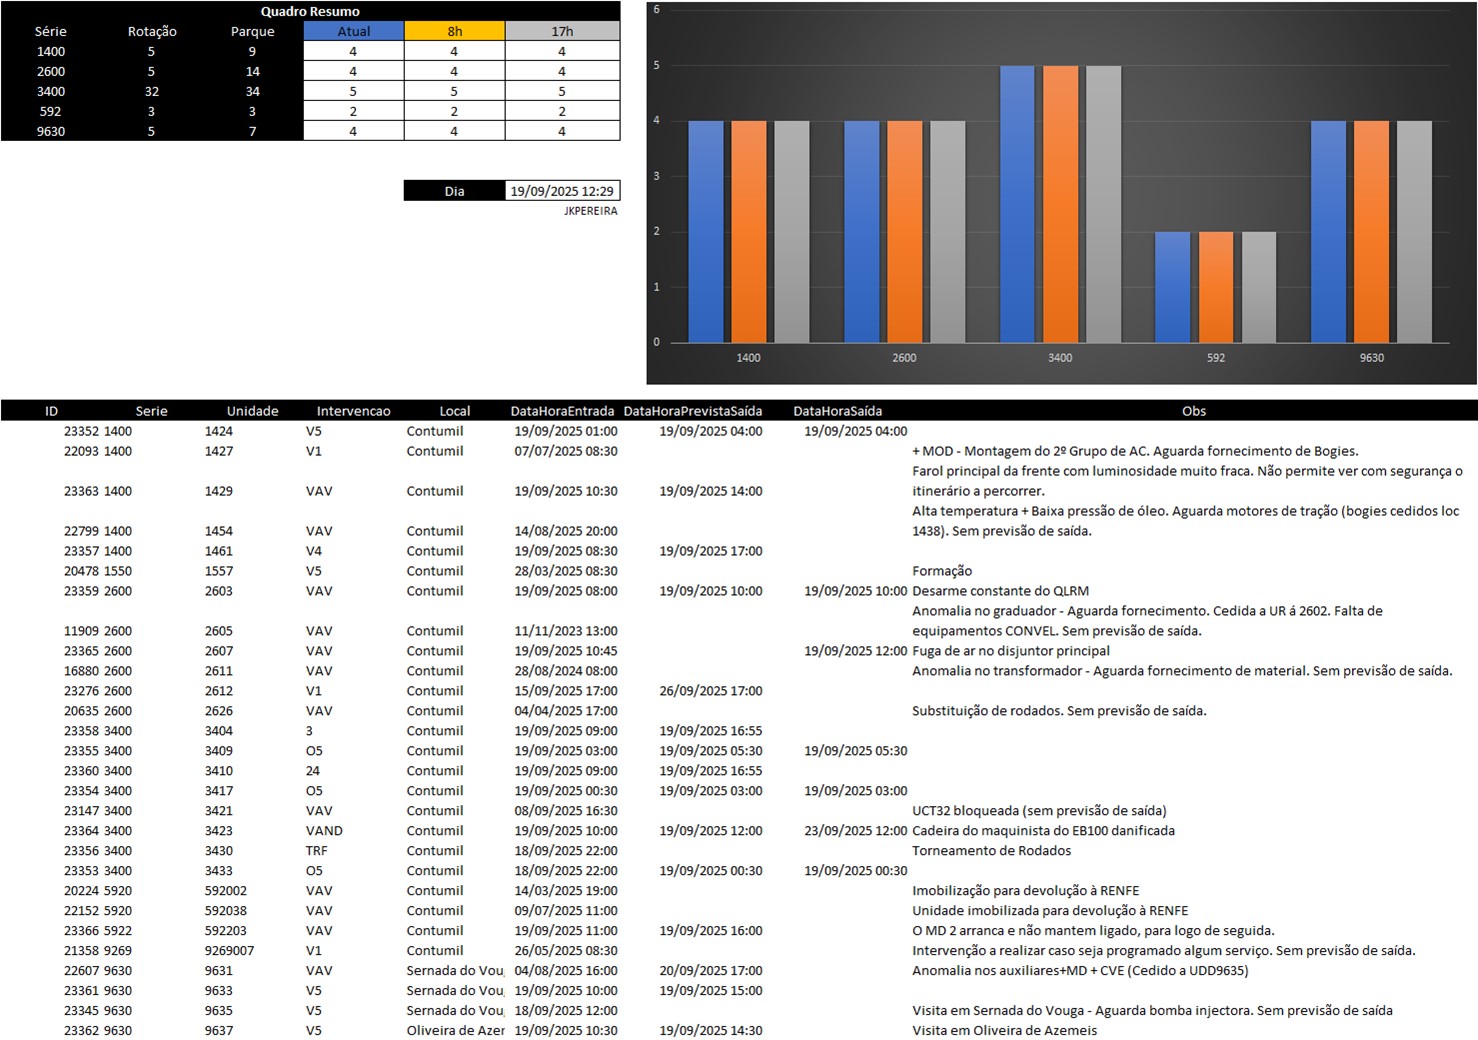 Quadro Resumo
Série Rotação Parque Atual 8h 17h
1400 5 9 4 4 4
2600 5 14 4 4 4
3400 32 34 5 5 5
592 3 3 2 2 2
9630 5 7 4 4 4
Dia 19/09/2025 12:29
JKPEREIRA
6
5
4
3
2
1
0
1400 2600 3400 592 9630
ID Serie Unidade Intervencao Local DataHoraEntrada DataHoraPrevistaSaída DataHoraSaída Obs
23352 1400 1424 V5 Contumil 19/09/2025 01:00 19/09/2025 04:00 19/09/2025 04:00
22093 1400 1427 V1 Contumil 07/07/2025 08:30 + MOD - Montagem do 2º Grupo de AC. Aguarda fornecimento de Bogies.
Farol principal da frente com luminosidade muito fraca. Não permite ver com segurança o
23363 1400 1429 VAV Contumil 19/09/2025 10:30 19/09/2025 14:00 itinerário a percorrer.
Alta temperatura + Baixa pressão de óleo. Aguarda motores de tração (bogies cedidos loc
22799 1400 1454 VAV Contumil 14/08/2025 20:00 1438). Sem previsão de saída.
23357 1400 1461 V4 Contumil 19/09/2025 08:30 19/09/2025 17:00
20478 1550 1557 V5 Contumil 28/03/2025 08:30 Formação
23359 2600 2603 VAV Contumil 19/09/2025 08:00 19/09/2025 10:00 19/09/2025 10:00 Desarme constante do QLRM
Anomalia no graduador - Aguarda fornecimento. Cedida a UR á 2602. Falta de
11909 2600 2605 VAV Contumil 11/11/2023 13:00 equipamentos CONVEL. Sem previsão de saída.
23365 2600 2607 VAV Contumil 19/09/2025 10:45 19/09/2025 12:00 Fuga de ar no disjuntor principal
16880 2600 2611 VAV Contumil 28/08/2024 08:00 Anomalia no transformador - Aguarda fornecimento de material. Sem previsão de saída.
23276 2600 2612 V1 Contumil 15/09/2025 17:00 26/09/2025 17:00
20635 2600 2626 VAV Contumil 04/04/2025 17:00 Substituição de rodados. Sem previsão de saída.
23358 3400 3404 3 Contumil 19/09/2025 09:00 19/09/2025 16:55
23355 3400 3409 O5 Contumil 19/09/2025 03:00 19/09/2025 05:30 19/09/2025 05:30
23360 3400 3410 24 Contumil 19/09/2025 09:00 19/09/2025 16:55
23354 3400 3417 O5 Contumil 19/09/2025 00:30 19/09/2025 03:00 19/09/2025 03:00
23147 3400 3421 VAV Contumil 08/09/2025 16:30 UCT32 bloqueada (sem previsão de saída)
23364 3400 3423 VAND Contumil 19/09/2025 10:00 19/09/2025 12:00 23/09/2025 12:00 Cadeira do maquinista do EB100 danificada
23356 3400 3430 TRF Contumil 18/09/2025 22:00 Torneamento de Rodados
23353 3400 3433 O5 Contumil 18/09/2025 22:00 19/09/2025 00:30 19/09/2025 00:30
20224 5920 592002 VAV Contumil 14/03/2025 19:00 Imobilização para devolução à RENFE
22152 5920 592038 VAV Contumil 09/07/2025 11:00 Unidade imobilizada para devolução à RENFE
23366 5922 592203 VAV Contumil 19/09/2025 11:00 19/09/2025 16:00 O MD 2 arranca e não mantem ligado, para logo de seguida.
21358 9269 9269007 V1 Contumil 26/05/2025 08:30 Intervenção a realizar caso seja programado algum serviço. Sem previsão de saída.
22607 9630 9631 VAV Sernada do Voug 04/08/2025 16:00 20/09/2025 17:00 Anomalia nos auxiliares+MD + CVE (Cedido a UDD9635)
23361 9630 9633 V5 Sernada do Voug 19/09/2025 10:00 19/09/2025 15:00
23345 9630 9635 V5 Sernada do Voug 18/09/2025 12:00 Visita em Sernada do Vouga - Aguarda bomba injectora. Sem previsão de saída
23362 9630 9637 V5 Oliveira de Azer 19/09/2025 10:30 19/09/2025 14:30 Visita em Oliveira de Azemeis